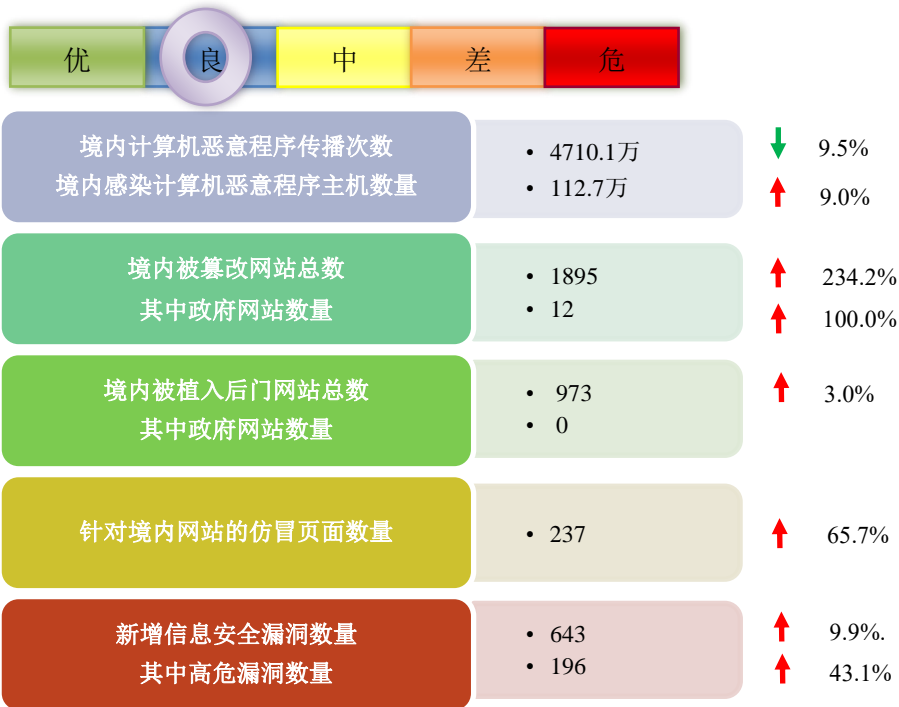 优 良 中 差 危
境内计算机恶意程序传播次数
境内感染计算机恶意程序主机数量
• 4710.1万
• 112.7万
9.5%
9.0%
境内被篡改网站总数
其中政府网站数量
• 1895
• 12
234.2%
100.0%
境内被植入后门网站总数
其中政府网站数量
• 973
• 0
3.0%
针对境内网站的仿冒页面数量
• 237
65.7%
新增信息安全漏洞数量
其中高危漏洞数量
• 643
• 196
9.9%.
43.1%